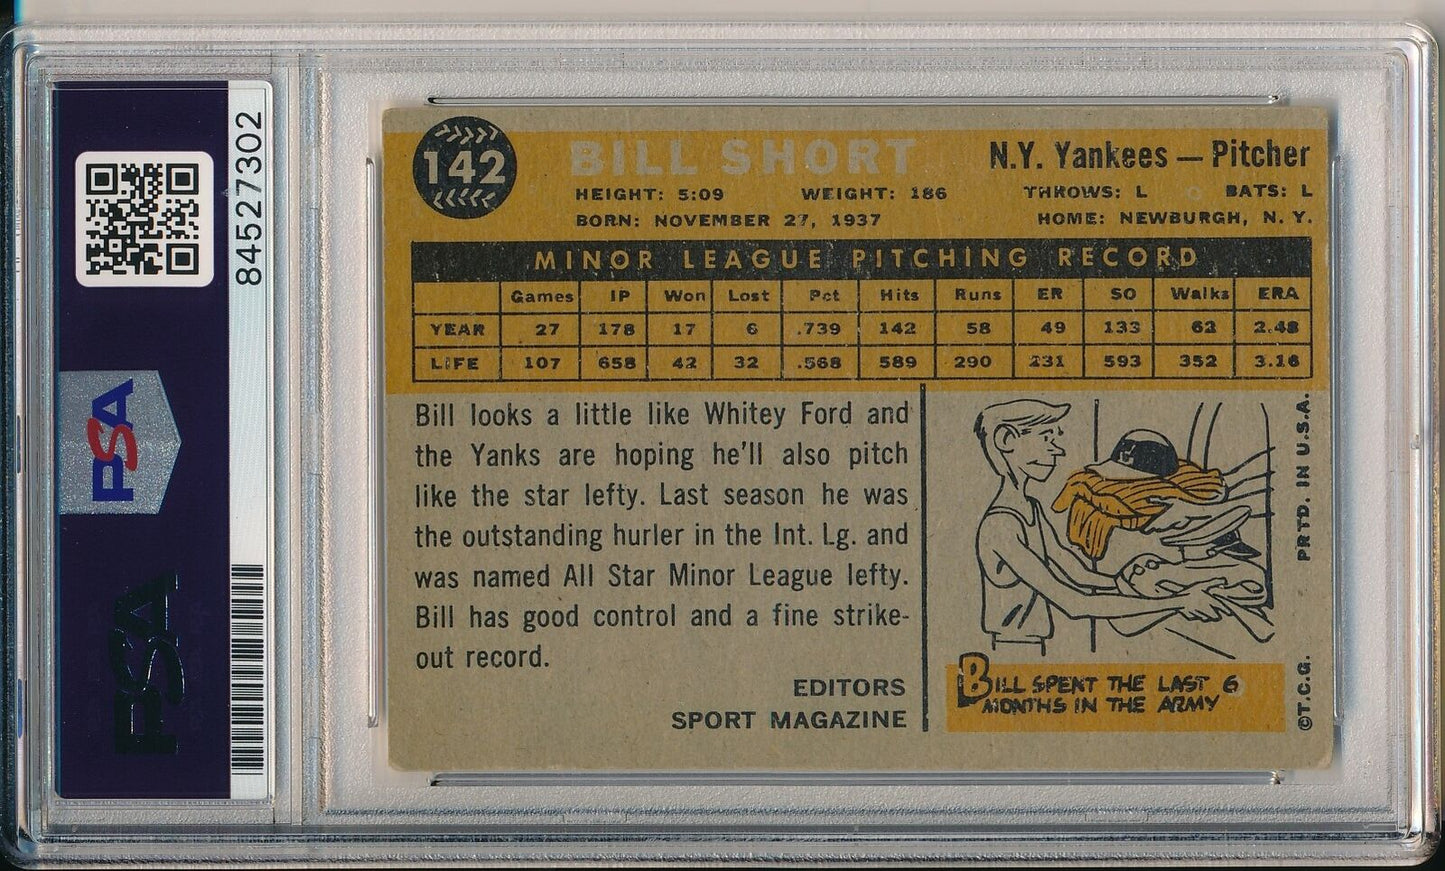 84527302
PSA
PSA
142
BILL SHORT
N.Y. Yankees — Pitcher
HEIGHT: 5:09 WEIGHT: 186 THROWS: L BATS: L
BORN: NOVEMBER 27, 1937 HOME: NEWBURGH, N. Y.
MINOR LEAGUE PITCHING RECORD
Games IP Won Lost Pct Hits Runs ER SO Walks ERA
YEAR 27 178 17 6 .739 142 58 49 133 62 2.48
LIFE 107 658 42 32 .568 589 290 231 593 352 3.16
Bill looks a little like Whitey Ford and
the Yanks are hoping he'll also pitch
like the star lefty. Last season he was
the outstanding hurler in the Int. Lg. and
was named All Star Minor League lefty.
Bill has good control and a fine strike-
out record.
EDITORS
SPORT MAGAZINE
BILL SPENT THE LAST 6
MONTHS IN THE ARMY
©T.C.G. PRTD. IN U.S.A.